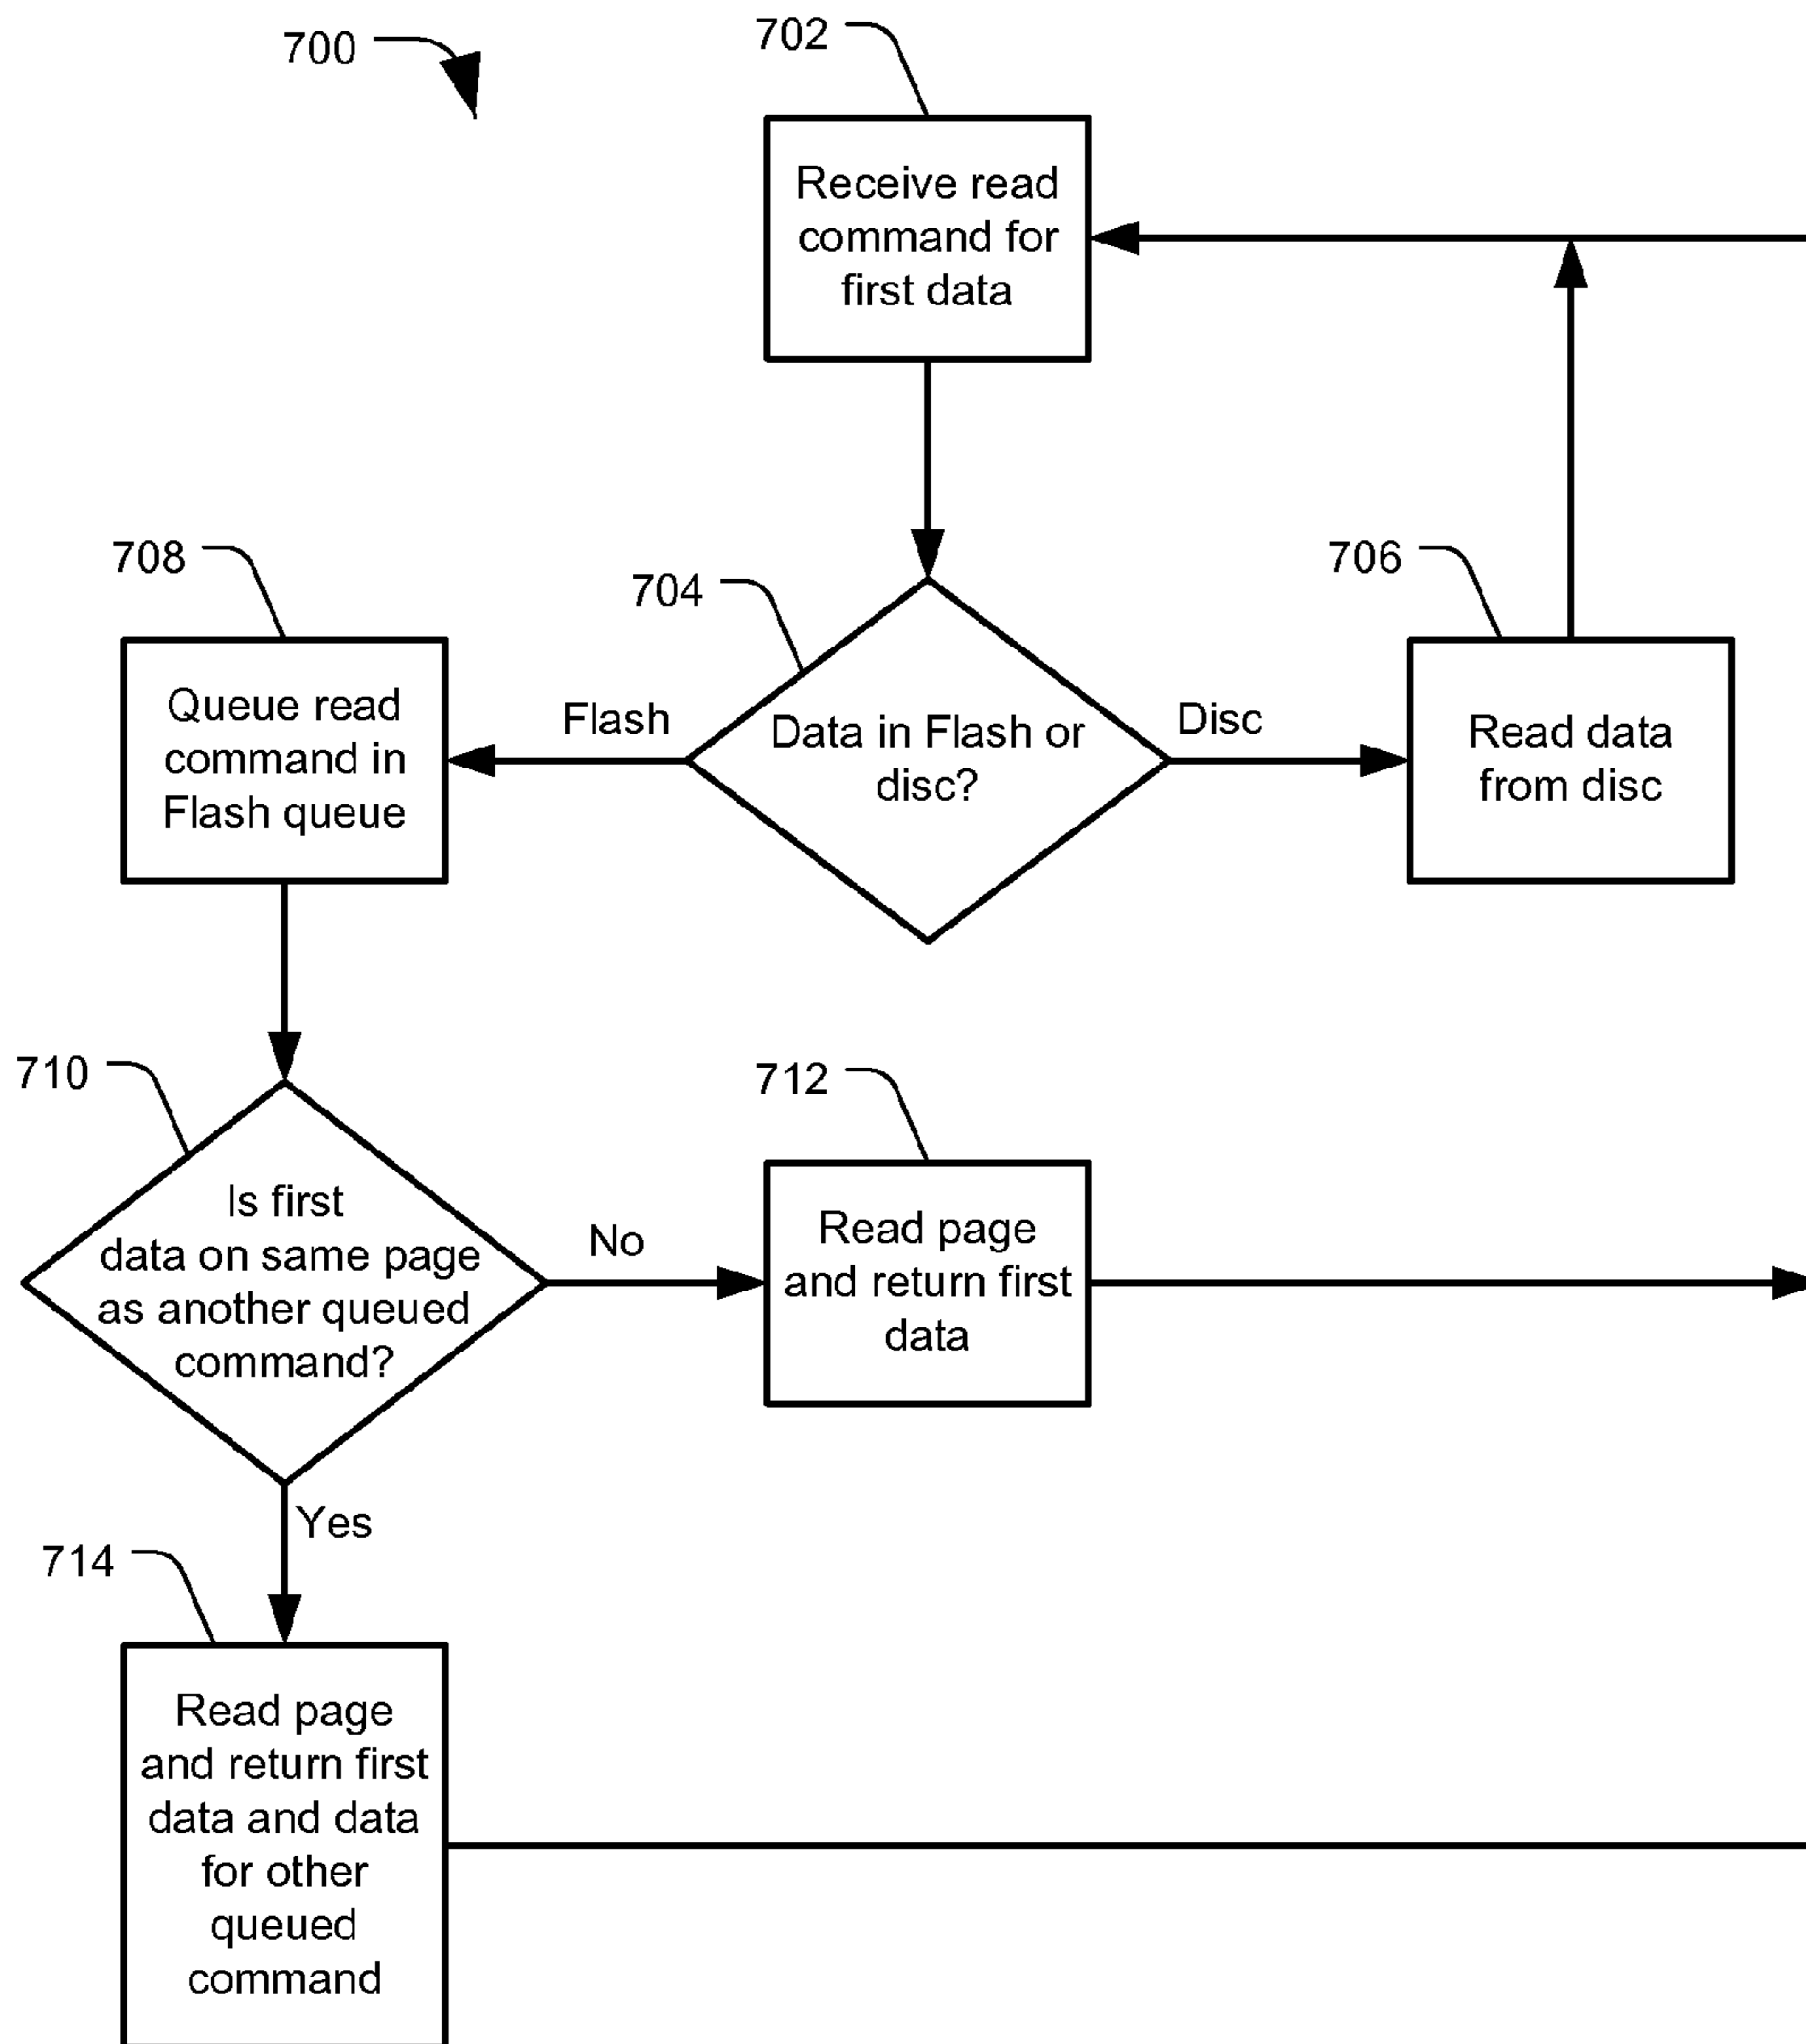 700
702
Receive read
command for
first data
708
704
706
Queue read
command in
Flash queue
Flash
Data in Flash or
disc?
Disc
Read data
from disc
710
Is first
data on same page
as another queued
command?
No
712
Read page
and return first
data
Yes
714
Read page
and return first
data and data
for other
queued
command